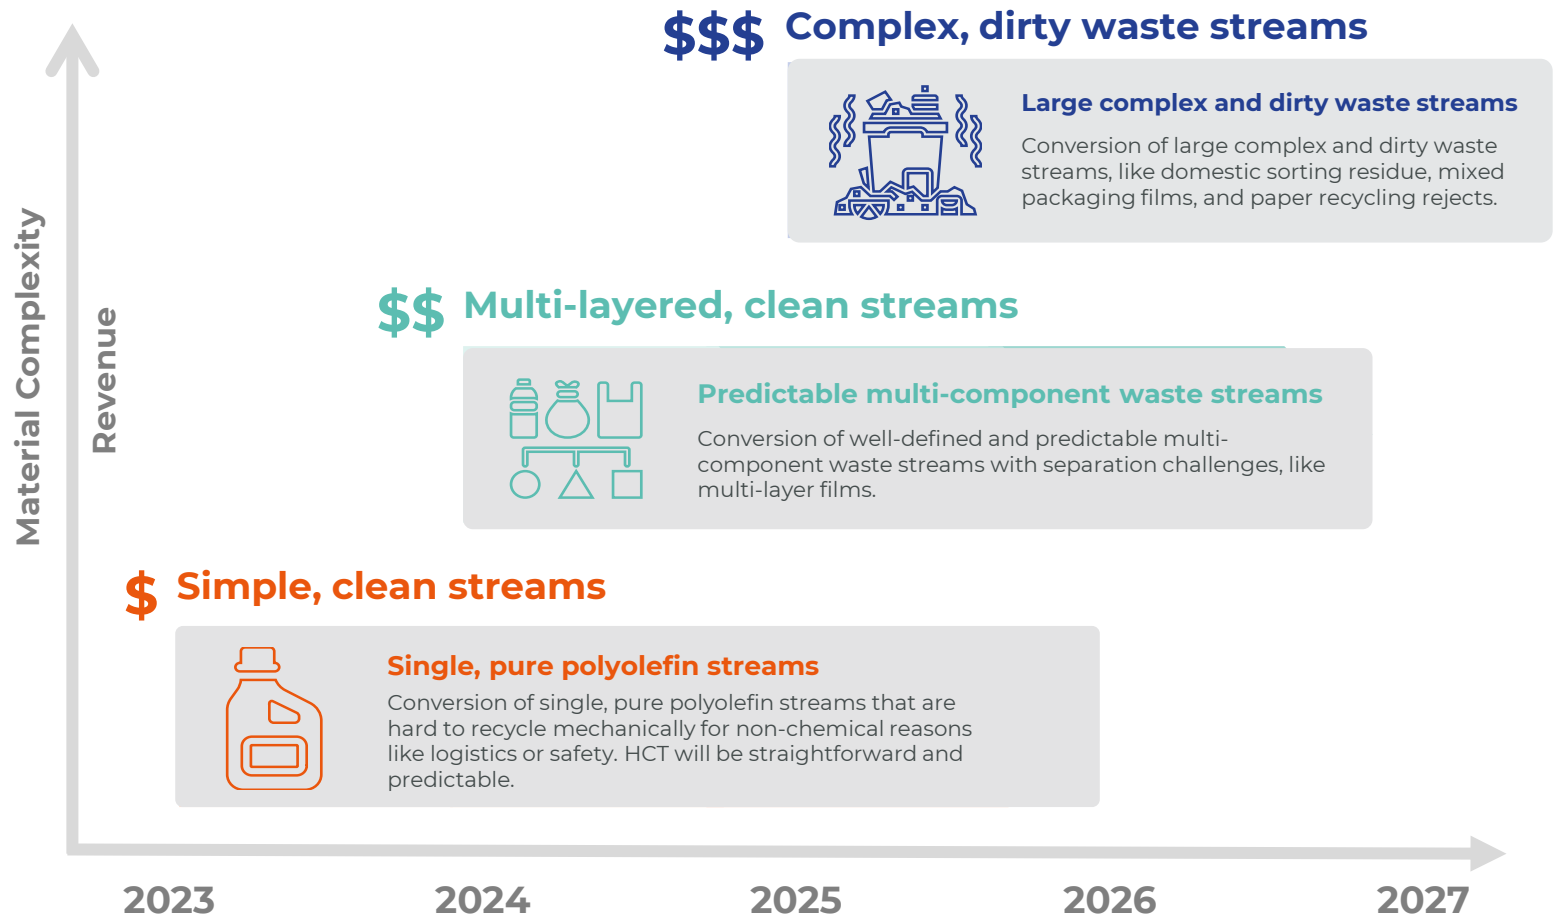 $$$ Complex, dirty waste streams
Large complex and dirty waste streams
Conversion of large complex and dirty waste
streams, like domestic sorting residue, mixed
packaging films, and paper recycling rejects.
Material Complexity
Revenue
$$ Multi-layered, clean streams
Predictable multi-component waste streams
Conversion of well-defined and predictable multi-
component waste streams with separation challenges, like
multi-layer films.
$ Simple, clean streams
Single, pure polyolefin streams
Conversion of single, pure polyolefin streams that are
hard to recycle mechanically for non-chemical reasons
like logistics or safety. HCT will be straightforward and
predictable.
2023 2024 2025 2026 2027